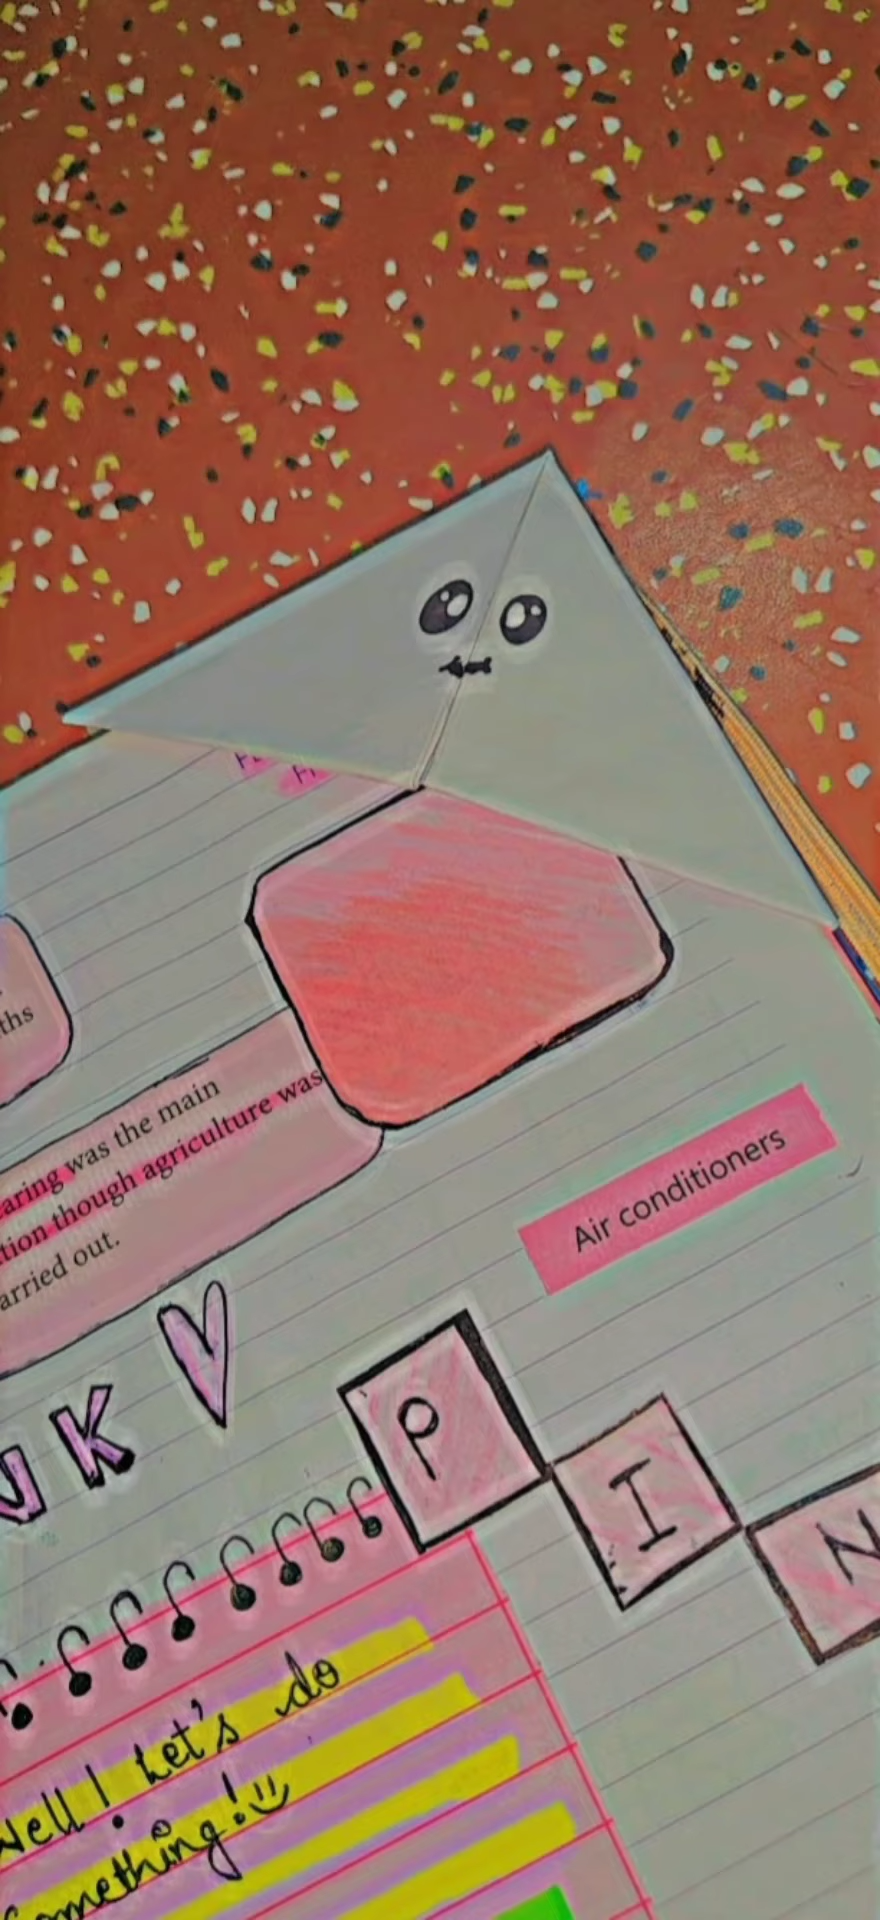 ths
aring was the main
tion though agriculture was
arried out.
Air conditioners
NK
P
I
N
Well! Let's do
something!